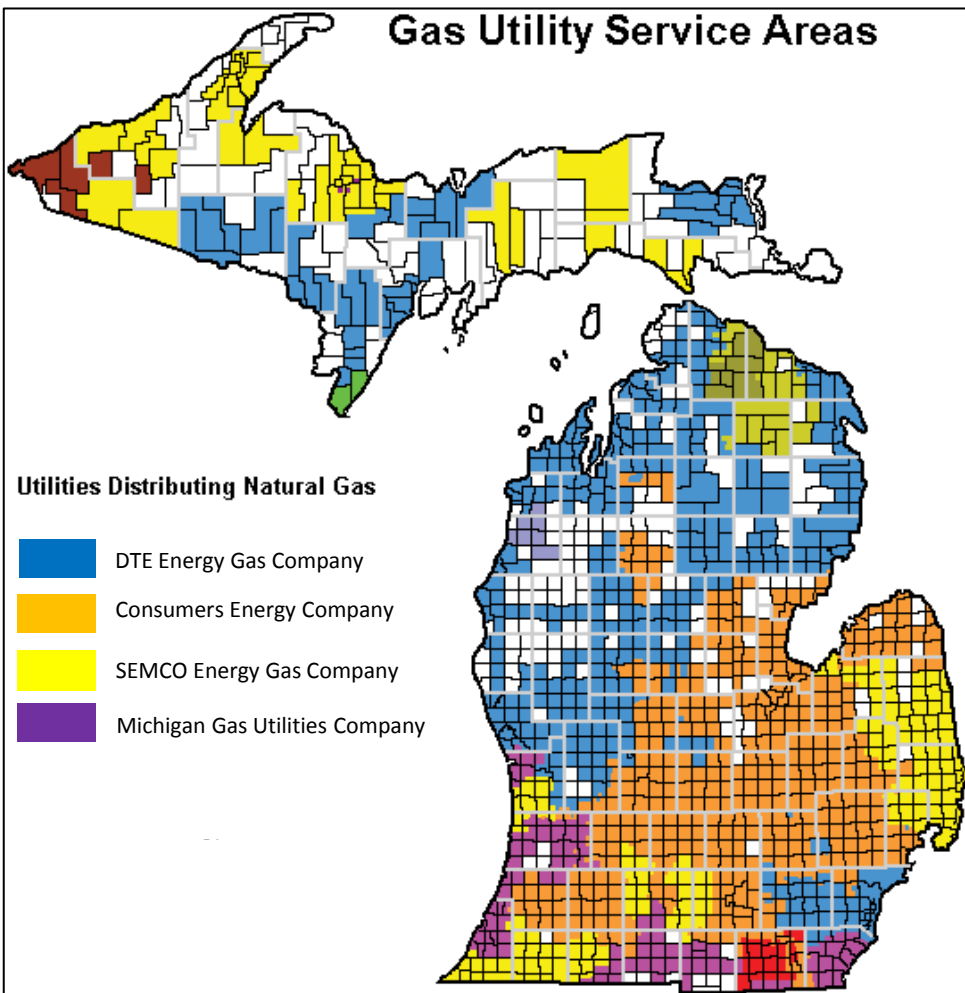 Gas Utility Service Areas
Utilities Distributing Natural Gas
DTE Energy Gas Company
Consumers Energy Company
SEMCO Energy Gas Company
Michigan Gas Utilities Company